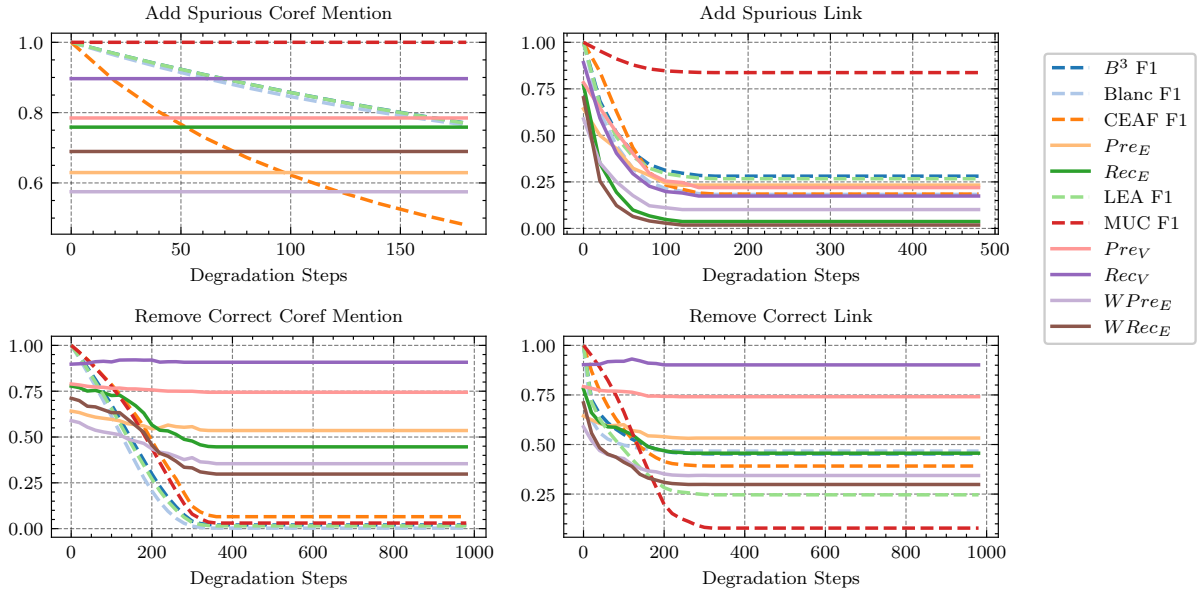 Add Spurious Coref Mention
1.0
0.8
0.6
0
50
100
150
Degradation Steps
Add Spurious Link
1.00
0.75
0.50
0.25
0.00
0
100
200
300
400
500
Degradation Steps
B³ F1
Blanc F1
CEAF F1
Pre_E
Rec_E
LEA F1
MUC F1
Pre_V
Rec_V
WPre_E
WRec_E
Remove Correct Coref Mention
1.00
0.75
0.50
0.25
0.00
0
200
400
600
800
1000
Degradation Steps
Remove Correct Link
1.00
0.75
0.50
0.25
0
200
400
600
800
1000
Degradation Steps